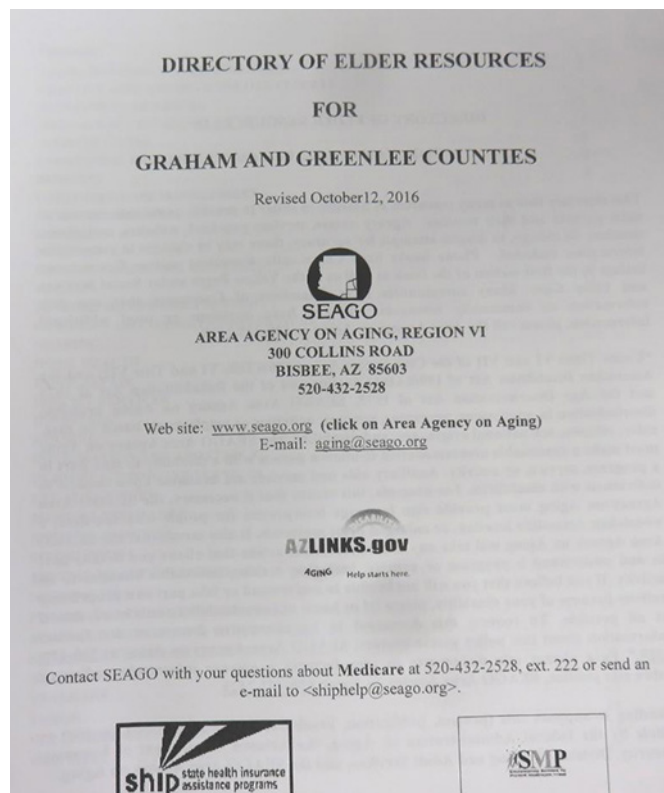 DIRECTORY OF ELDER RESOURCES
FOR
GRAHAM AND GREENLEE COUNTIES
Revised October12, 2016
SEAGO
AREA AGENCY ON AGING, REGION VI
300 COLLINS ROAD
BISBEE, AZ 85603
520-432-2528
Web site: www.seago.org (click on Area Agency on Aging)
E-mail: aging@seago.org
DISABILITY
AZLINKS.gov
AGING Help starts here.
Contact SEAGO with your questions about Medicare at 520-432-2528, ext. 222 or send an
e-mail to <shiphelp@seago.org>.
ship state health insurance
assistance programs
SMP